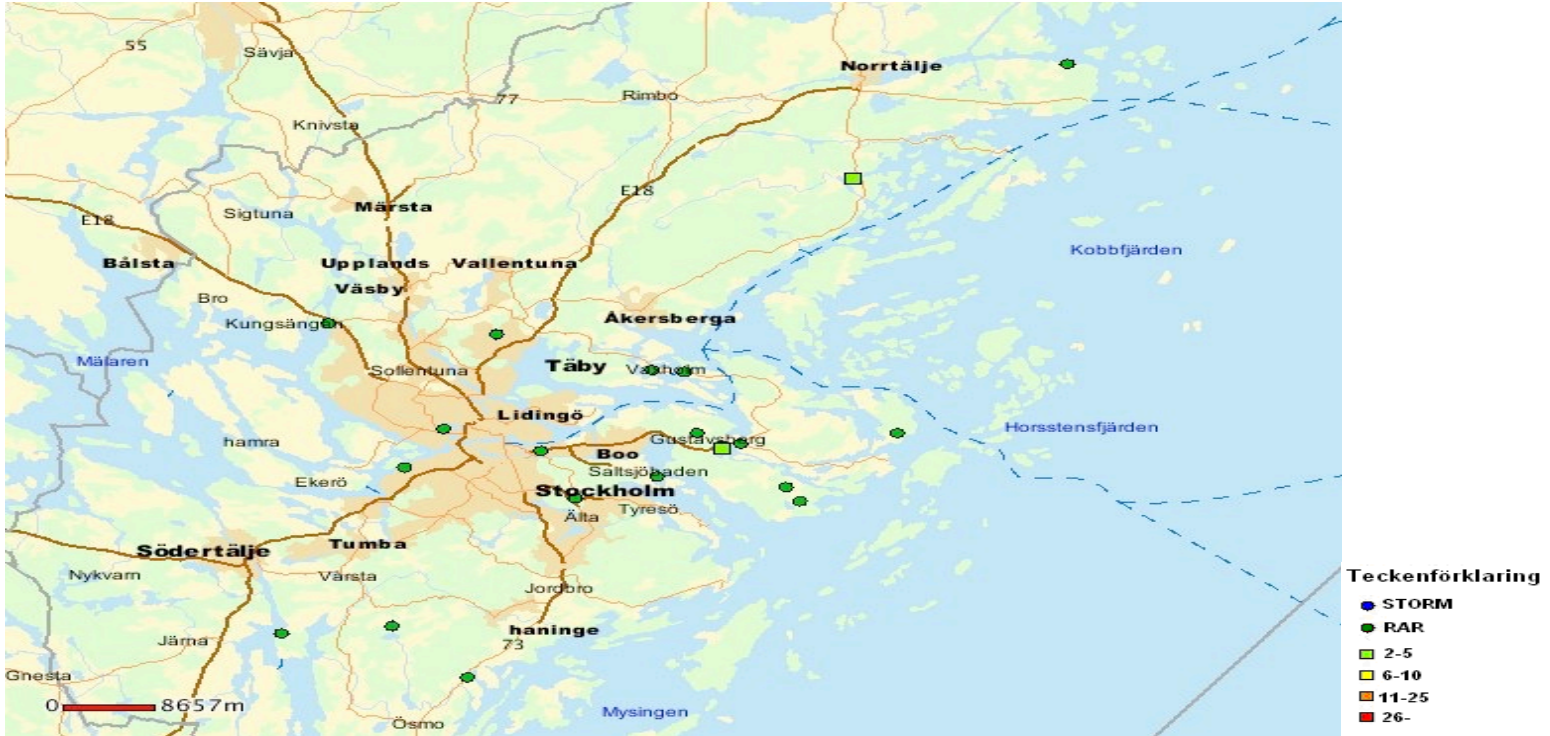 55
Sävja
Norrtälje
Rimbo
77
Knivsta
E18
Märsta
Sigtuna
E18
Kobbfjärden
Bålsta
Upplands Vallentuna
Väsby
Bro
Kungsängen
Åkersberga
Mälaren
Sollentuna
Täby
Vaxholm
Lidingö
Horsstensfjärden
hamra
Gustavsberg
Boo
Saltsjöbaden
Ekerö
Stockholm
Älta
Tyresö
Södertälje
Tumba
Nykvarn
Vårsta
Jordbro
haninge
73
Järna
Gnesta
0 8657m
Mysingen
Ösmo
Teckenförklaring
STORM
RAR
2-5
6-10
11-25
26-